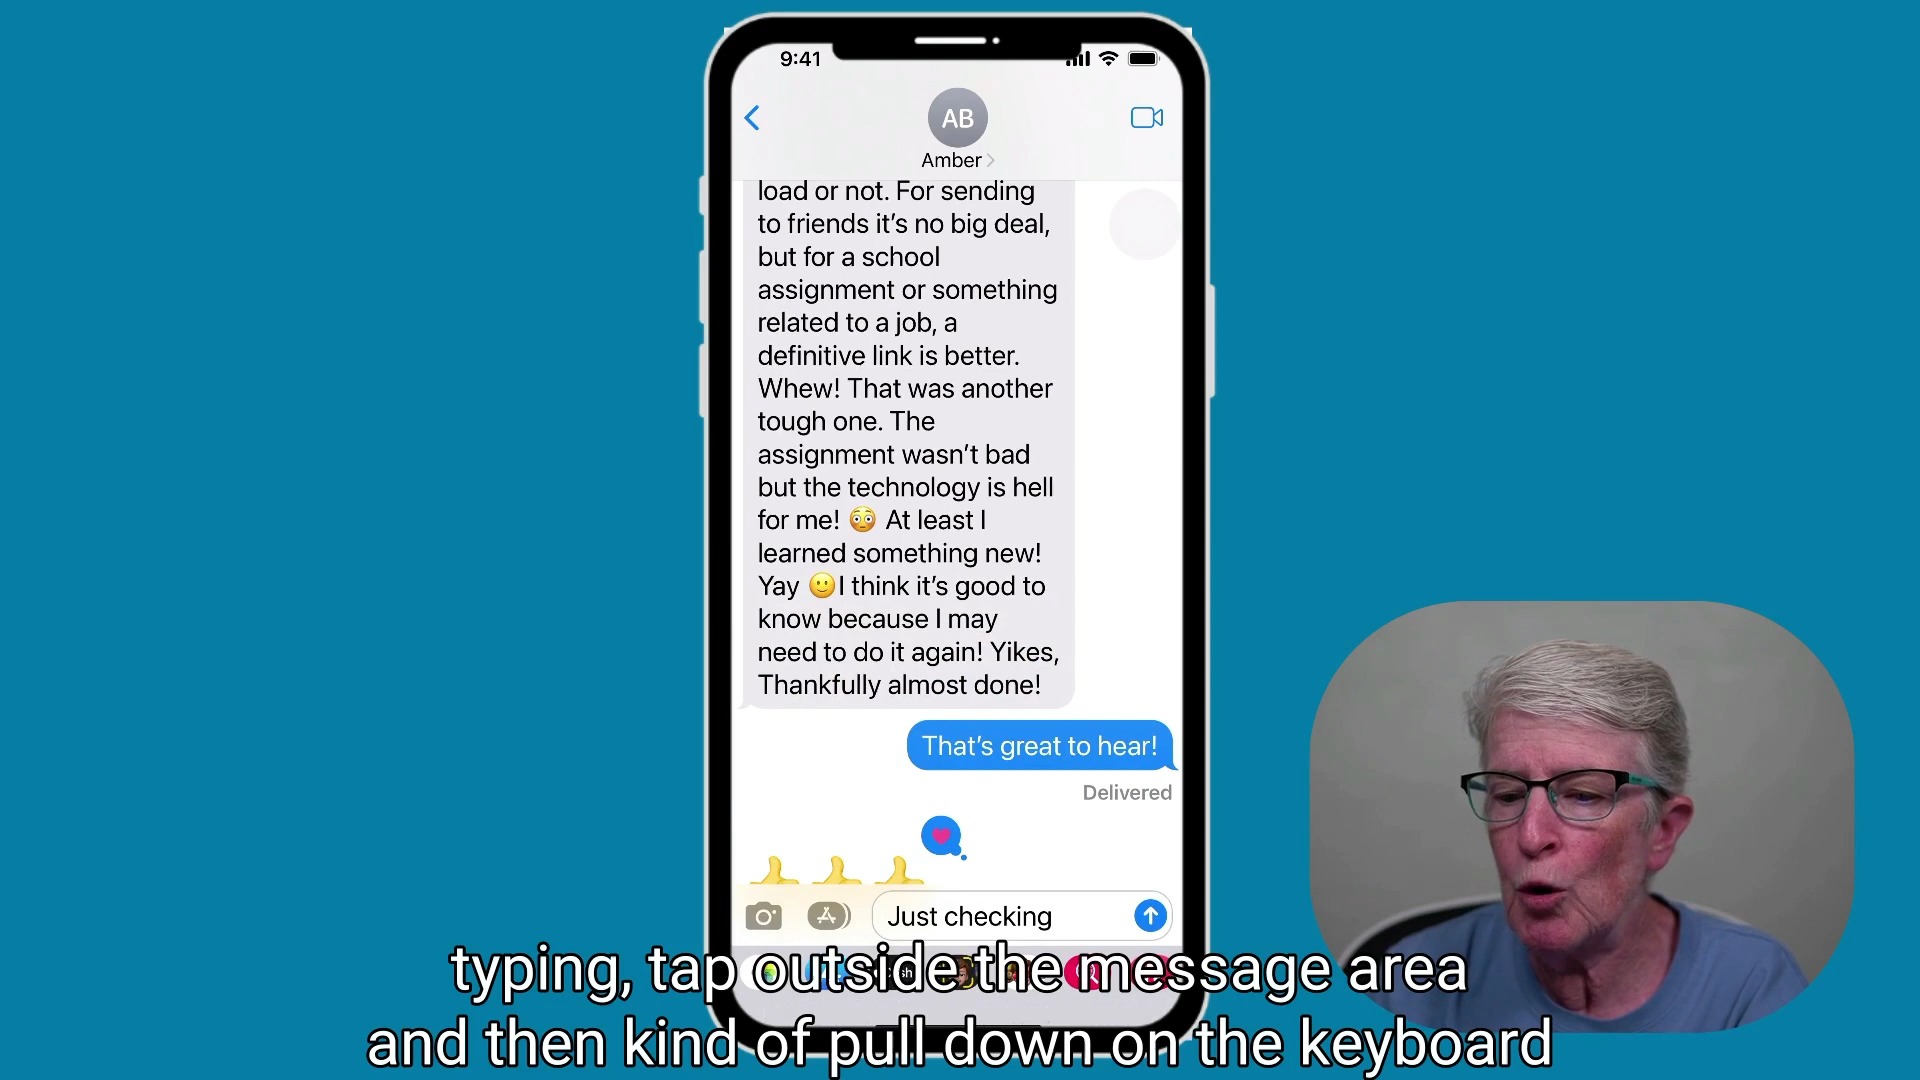 9:41
AB
Amber
load or not. For sending
to friends it’s no big deal,
but for a school
assignment or something
related to a job, a
definitive link is better.
Whew! That was another
tough one. The
assignment wasn’t bad
but the technology is hell
for me! 😳 At least I
learned something new!
Yay 🙂I think it’s good to
know because I may
need to do it again! Yikes,
Thankfully almost done!
That’s great to hear!
Delivered
Just checking
typing, tap outside the message area
and then kind of pull down on the keyboard